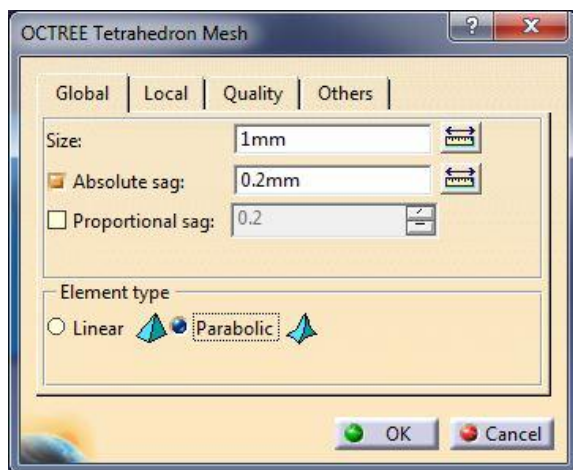 OCTREE Tetrahedron Mesh ? X
Global Local Quality Others
Size: 1mm
Absolute sag: 0.2mm
Proportional sag: 0.2
Element type
Linear Parabolic
OK Cancel